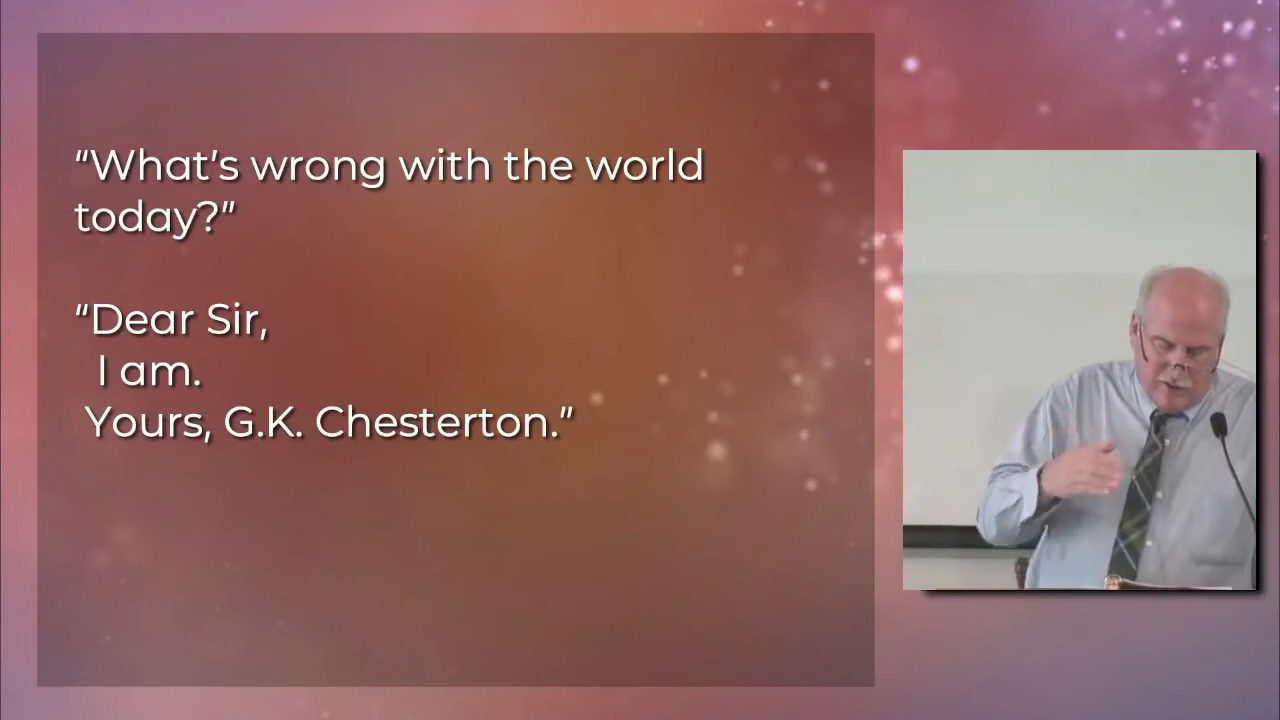 "What's wrong with the world
today?"
"Dear Sir,
I am.
Yours, G.K. Chesterton."